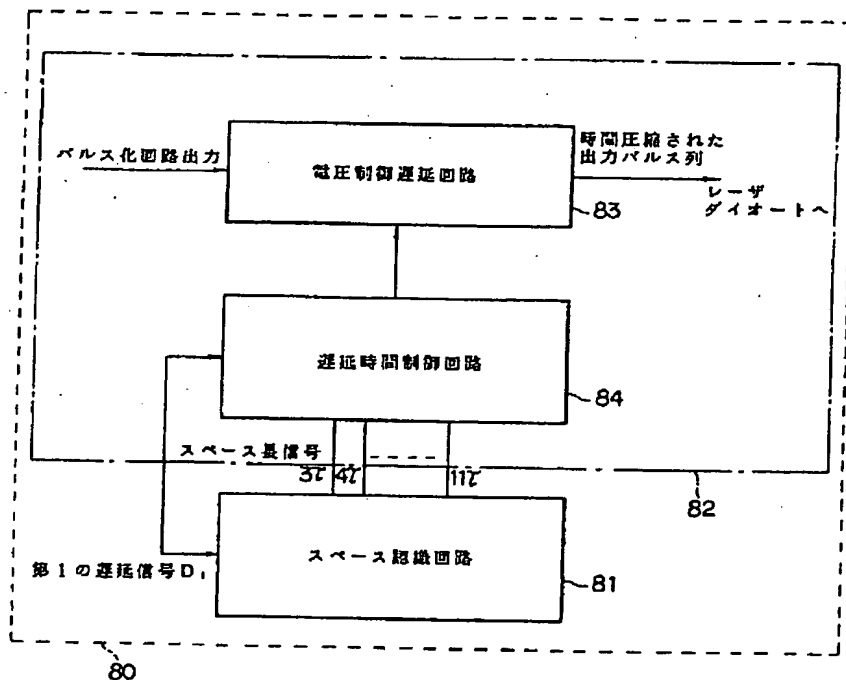 パルス化回路出力
電圧制御遅延回路
時間圧縮された
出力パルス列
レーザ
ダイオートへ
83
遅延時間制御回路
84
スペース長信号
3τ 4τ ---- 11τ
82
第1の遅延信号D₁
スペース認識回路
81
80